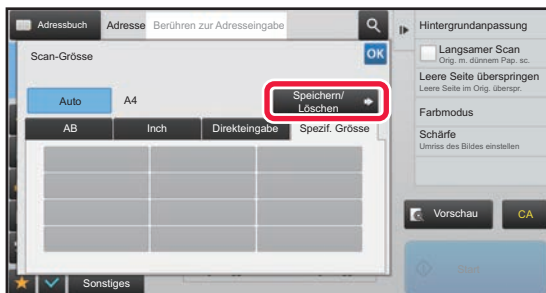 Adressbuch
Adresse
Berühren zur Adresseingabe
Scan-Grösse
OK
Auto
A4
Speichern/
Löschen
AB
Inch
Direkteingabe
Spezif. Grösse
Sonstiges
Hintergrundanpassung
Langsamer Scan
Orig. m. dünnem Pap. sc.
Leere Seite überspringen
Leere Seite im Orig. überspr.
Farbmodus
Schärfe
Umriss des Bildes einstellen
Vorschau
CA
Start